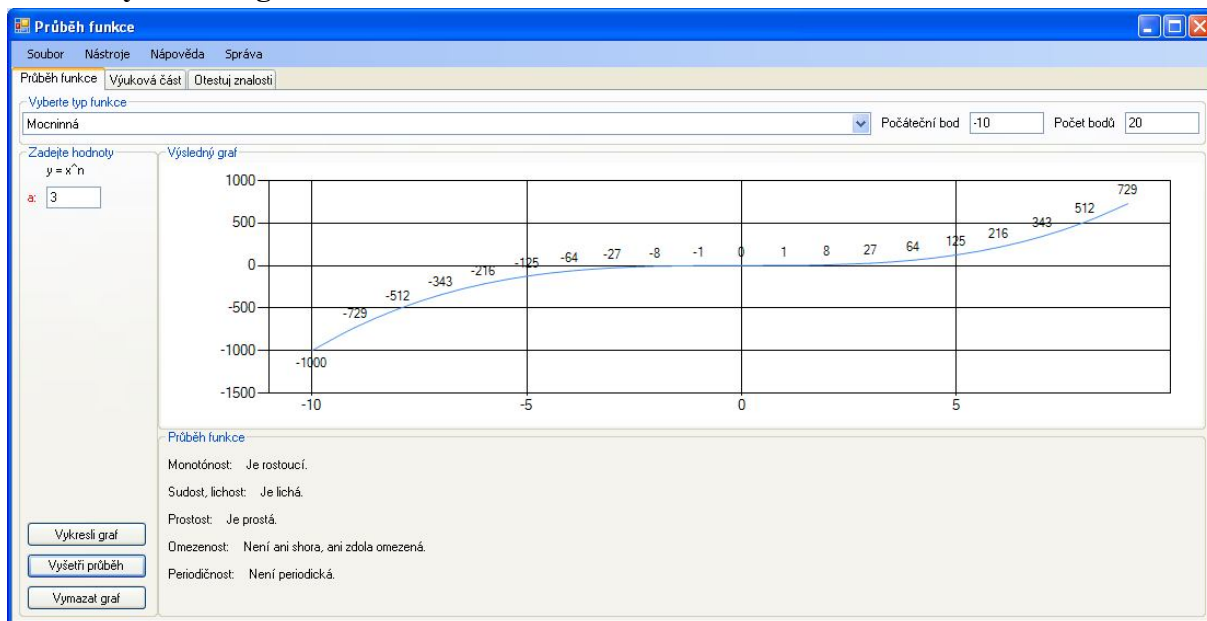 Průběh funkce
Soubor Nástroje Nápověda Správa
Průběh funkce Výuková část Otestuj znalosti
Vyberte typ funkce
Mocninná Počáteční bod -10 Počet bodů 20
Zadejte hodnoty
y = x^n
a: 3
Výsledný graf
1000
500
0
-500
-1000
-1500
-10 -5 0 5
-1000 -729 -512 -343 -216 -125 -64 -27 -8 -1 0 1 8 27 64 125 216 343 512 729
Průběh funkce
Monotónost: Je rostoucí.
Sudost, lichost: Je lichá.
Prostost: Je prostá.
Omezenost: Není ani shora, ani zdola omezená.
Periodičnost: Není periodická.
Vykresli graf
Vyšetři průběh
Vymazat graf